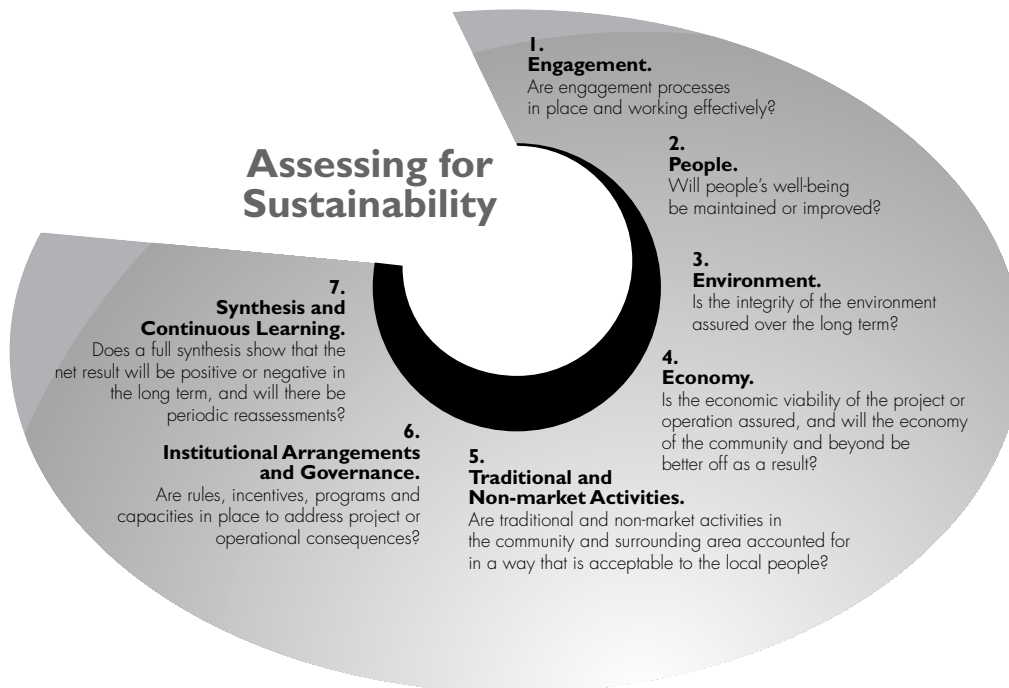 Assessing for
Sustainability
1.
Engagement.
Are engagement processes
in place and working effectively?
2.
People.
Will people’s well-being
be maintained or improved?
3.
Environment.
Is the integrity of the environment
assured over the long term?
4.
Economy.
Is the economic viability of the project or
operation assured, and will the economy
of the community and beyond be
better off as a result?
5.
Traditional and
Non-market Activities.
Are traditional and non-market activities in
the community and surrounding area accounted for
in a way that is acceptable to the local people?
6.
Institutional Arrangements
and Governance.
Are rules, incentives, programs and
capacities in place to address project or
operational consequences?
7.
Synthesis and
Continuous Learning.
Does a full synthesis show that the
net result will be positive or negative in
the long term, and will there be
periodic reassessments?